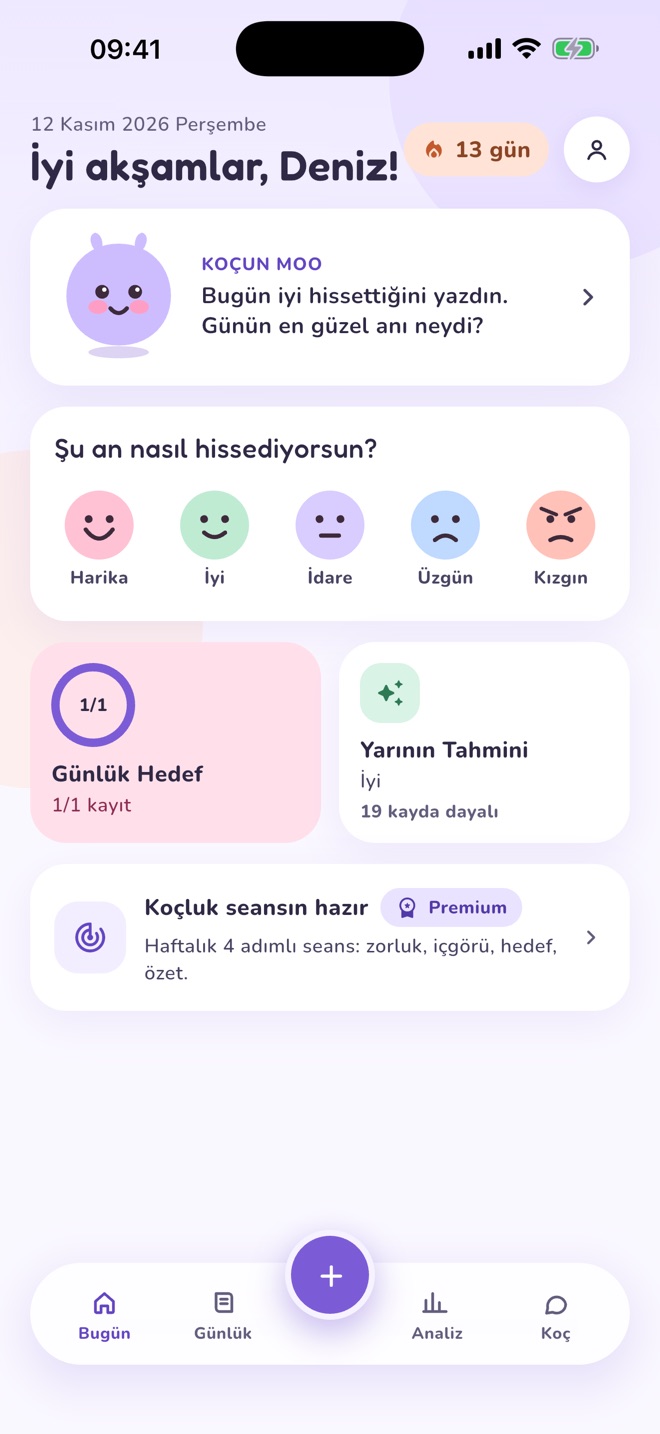 09:41
12 Kasım 2026 Perşembe
İyi akşamlar, Deniz!
13 gün
KOÇUN MOO
Bugün iyi hissettiğini yazdın.
Günün en güzel anı neydi?
Şu an nasıl hissediyorsun?
Harika
İyi
İdare
Üzgün
Kızgın
1/1
Günlük Hedef
1/1 kayıt
Yarının Tahmini
İyi
19 kayda dayalı
Koçluk seansın hazır
Premium
Haftalık 4 adımlı seans: zorluk, içgörü, hedef,
özet.
Bugün
Günlük
Analiz
Koç